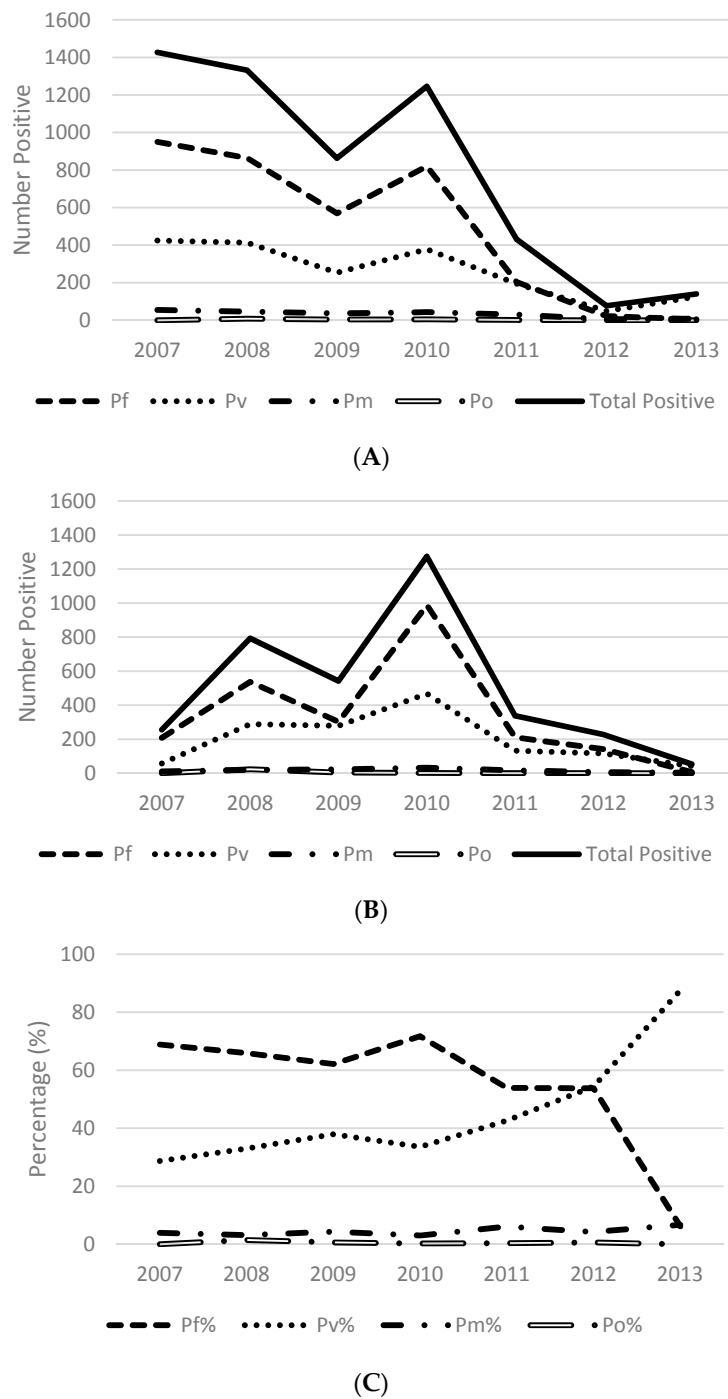 1600
1400
1200
1000
800
600
400
200
0
Number Positive
2007 2008 2009 2010 2011 2012 2013
Pf Pv Pm Po Total Positive
(A)
1600
1400
1200
1000
800
600
400
200
0
Number Positive
2007 2008 2009 2010 2011 2012 2013
Pf Pv Pm Po Total Positive
(B)
100
80
60
40
20
0
Percentage (%)
2007 2008 2009 2010 2011 2012 2013
Pf% Pv% Pm% Po%
(C)